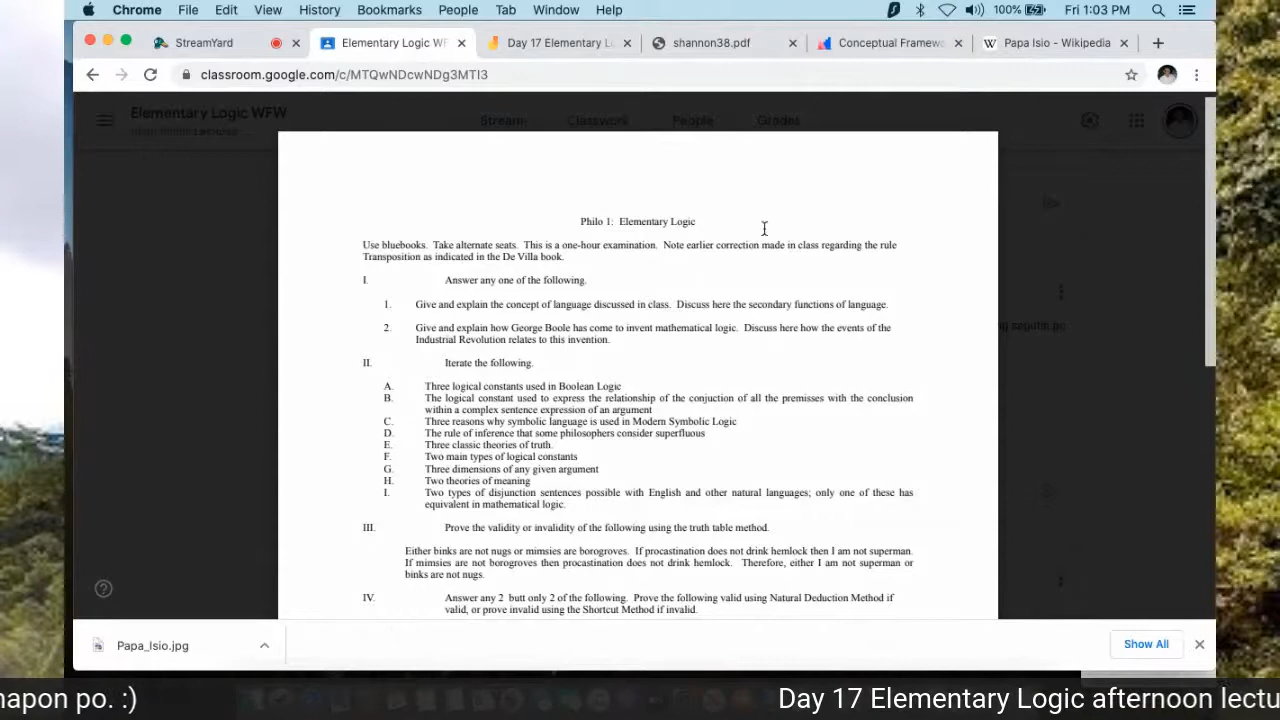 Chrome File Edit View History Bookmarks People Tab Window Help 100% Fri 1:03 PM
StreamYard Elementary Logic WF Day 17 Elementary L shannon38.pdf Conceptual Framew Papa Isio - Wikipedia
classroom.google.com/c/MTQwNDcwNDg3MTI3
Elementary Logic WFW
Stream Classwork People Grades
Philo 1: Elementary Logic
Use bluebooks. Take alternate seats. This is a one-hour examination. Note earlier correction made in class regarding the rule
Transposition as indicated in the De Villa book.
I. Answer any one of the following.
1. Give and explain the concept of language discussed in class. Discuss here the secondary functions of language.
2. Give and explain how George Boole has come to invent mathematical logic. Discuss here how the events of the
Industrial Revolution relates to this invention.
II. Iterate the following.
A. Three logical constants used in Boolean Logic
B. The logical constant used to express the relationship of the conjuction of all the premisses with the conclusion
within a complex sentence expression of an argument
C. Three reasons why symbolic language is used in Modern Symbolic Logic
D. The rule of inference that some philosophers consider superfluous
E. Three classic theories of truth.
F. Two main types of logical constants
G. Three dimensions of any given argument
H. Two theories of meaning
I. Two types of disjunction sentences possible with English and other natural languages; only one of these has
equivalent in mathematical logic.
III. Prove the validity or invalidity of the following using the truth table method.
Either binks are not nugs or mimsies are borogroves. If procastination does not drink hemlock then I am not superman.
If mimsies are not borogroves then procastination does not drink hemlock. Therefore, either I am not superman or
binks are not nugs.
IV. Answer any 2 butt only 2 of the following. Prove the following valid using Natural Deduction Method if
valid, or prove invalid using the Shortcut Method if invalid.
Papa_Isio.jpg
Show All
napon po. :) Day 17 Elementary Logic afternoon lectu